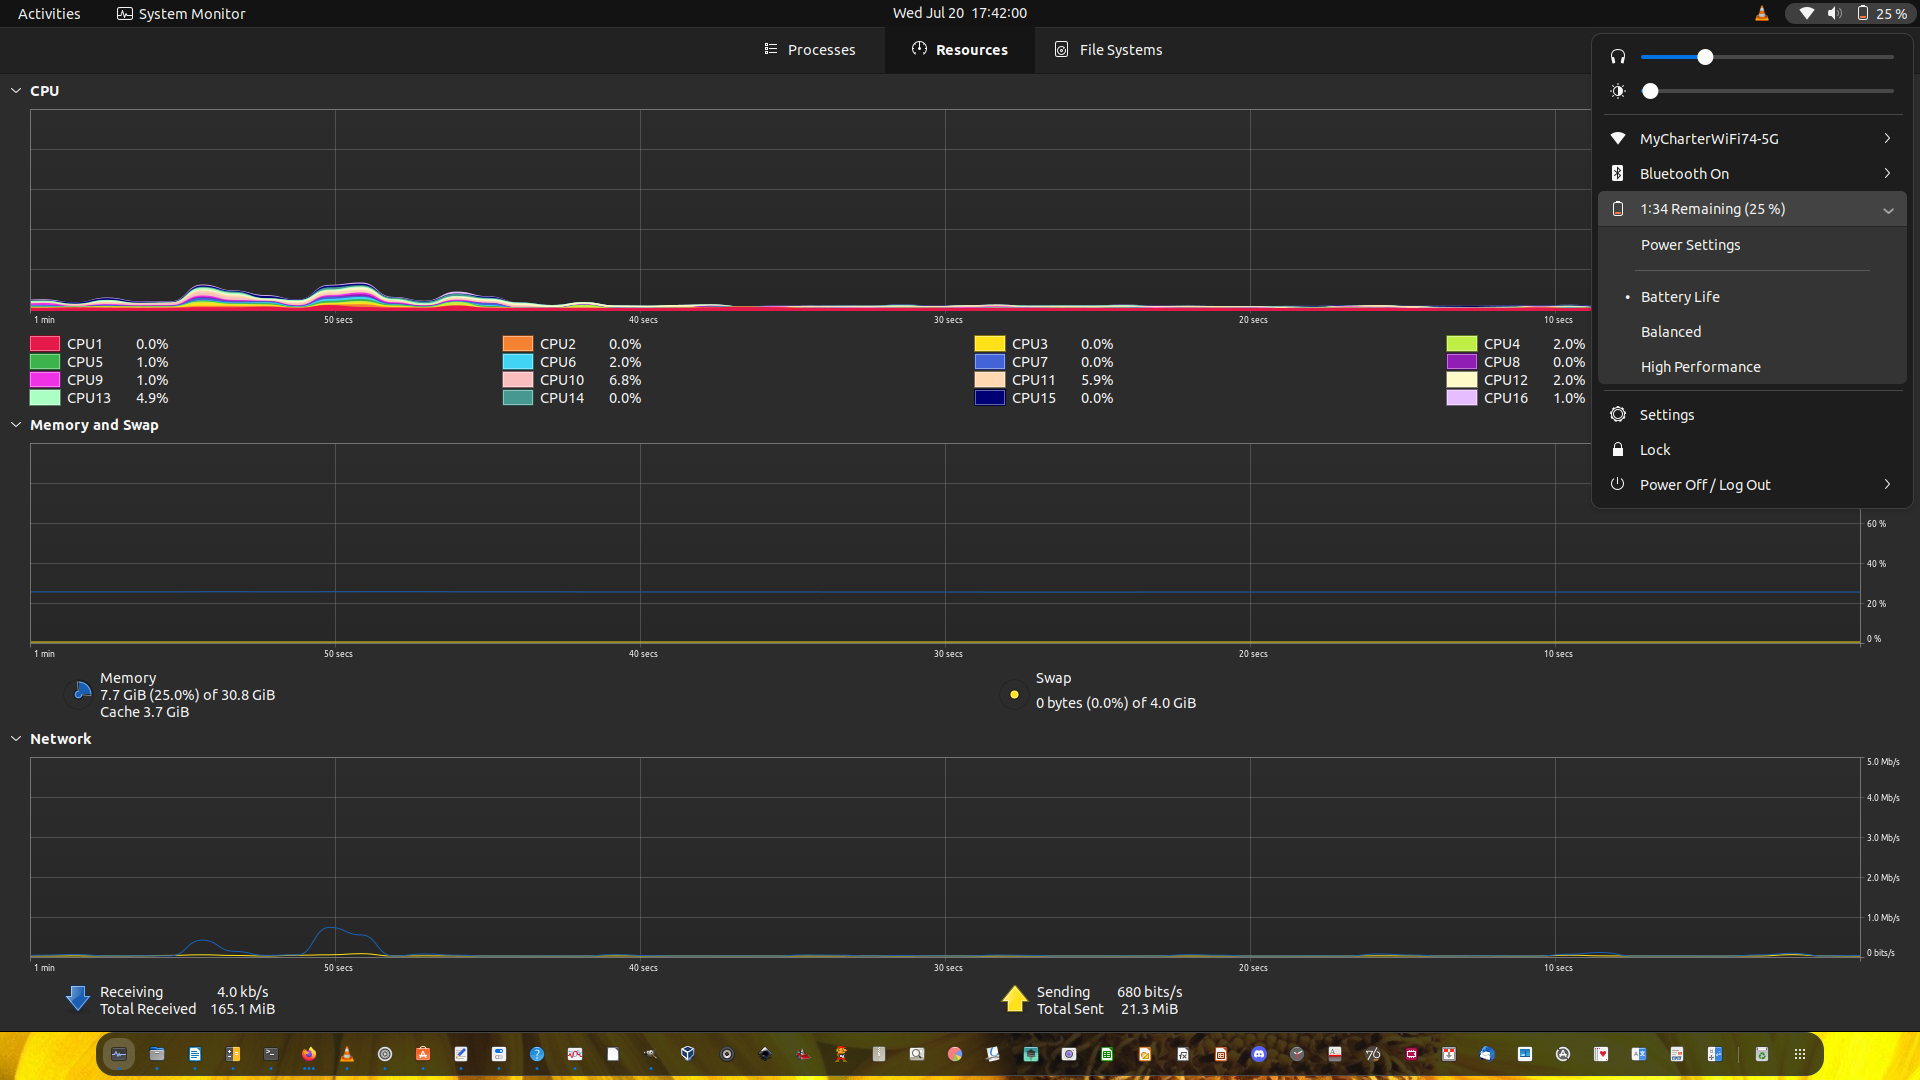 Activities
System Monitor
Wed Jul 20 17:42:00
25 %
Processes
Resources
File Systems
CPU
1 min
50 secs
40 secs
30 secs
20 secs
10 secs
CPU1 0.0%
CPU2 0.0%
CPU3 0.0%
CPU4 2.0%
CPU5 1.0%
CPU6 2.0%
CPU7 0.0%
CPU8 0.0%
CPU9 1.0%
CPU10 6.8%
CPU11 5.9%
CPU12 2.0%
CPU13 4.9%
CPU14 0.0%
CPU15 0.0%
CPU16 1.0%
MyCharterWiFi74-5G
Bluetooth On
1:34 Remaining (25 %)
Power Settings
Battery Life
Balanced
High Performance
Settings
Lock
Power Off / Log Out
Memory and Swap
60 %
40 %
20 %
0 %
1 min
50 secs
40 secs
30 secs
20 secs
10 secs
Memory
7.7 GiB (25.0%) of 30.8 GiB
Cache 3.7 GiB
Swap
0 bytes (0.0%) of 4.0 GiB
Network
5.0 Mb/s
4.0 Mb/s
3.0 Mb/s
2.0 Mb/s
1.0 Mb/s
0 bits/s
1 min
50 secs
40 secs
30 secs
20 secs
10 secs
Receiving 4.0 kb/s
Total Received 165.1 MiB
Sending 680 bits/s
Total Sent 21.3 MiB